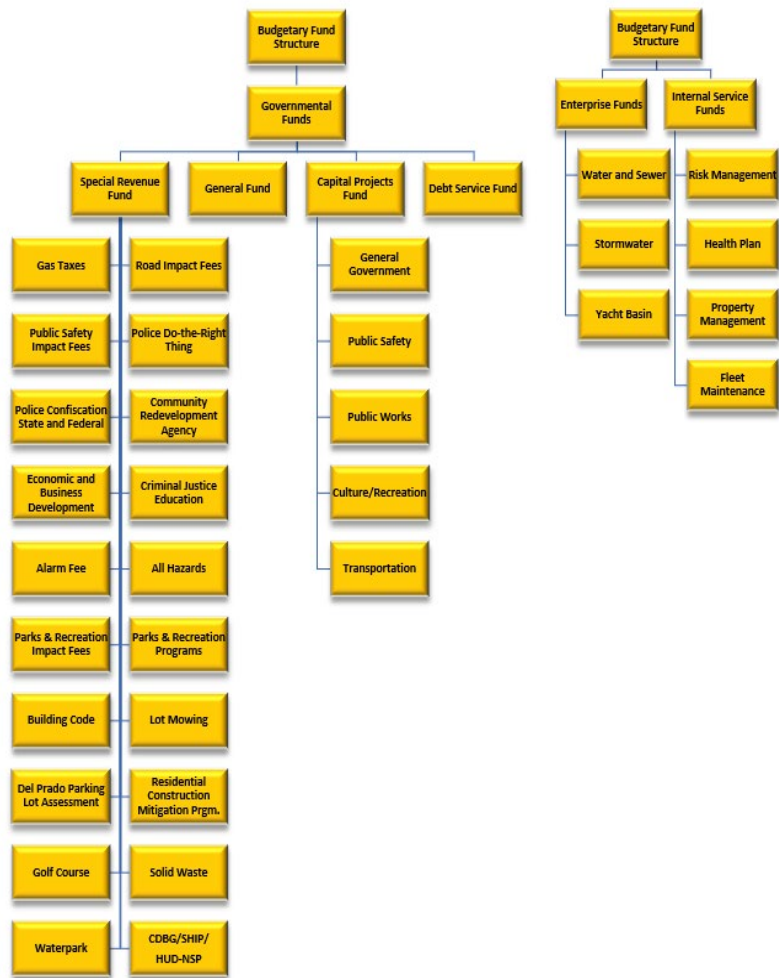 Budgetary Fund
Structure
Governmental
Funds
Special Revenue
Fund
General Fund
Capital Projects
Fund
Debt Service Fund
Gas Taxes
Road Impact Fees
Public Safety
Impact Fees
Police Do-the-Right
Thing
Police Confiscation
State and Federal
Community
Redevelopment
Agency
Economic and
Business
Development
Criminal Justice
Education
Alarm Fee
All Hazards
Parks & Recreation
Impact Fees
Parks & Recreation
Programs
Building Code
Lot Mowing
Del Prado Parking
Lot Assessment
Residential
Construction
Mitigation Prgm.
Golf Course
Solid Waste
Waterpark
CDBG/SHIP/
HUD-NSP
General
Government
Public Safety
Public Works
Culture/Recreation
Transportation
Budgetary Fund
Structure
Enterprise Funds
Internal Service
Funds
Water and Sewer
Risk Management
Stormwater
Health Plan
Yacht Basin
Property
Management
Fleet
Maintenance